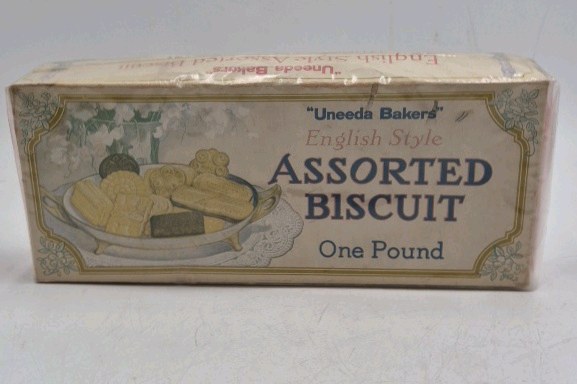 "Uneeda Bakers"
English Style Assorted Biscuit
"Uneeda Bakers"
English Style
ASSORTED
BISCUIT
One Pound